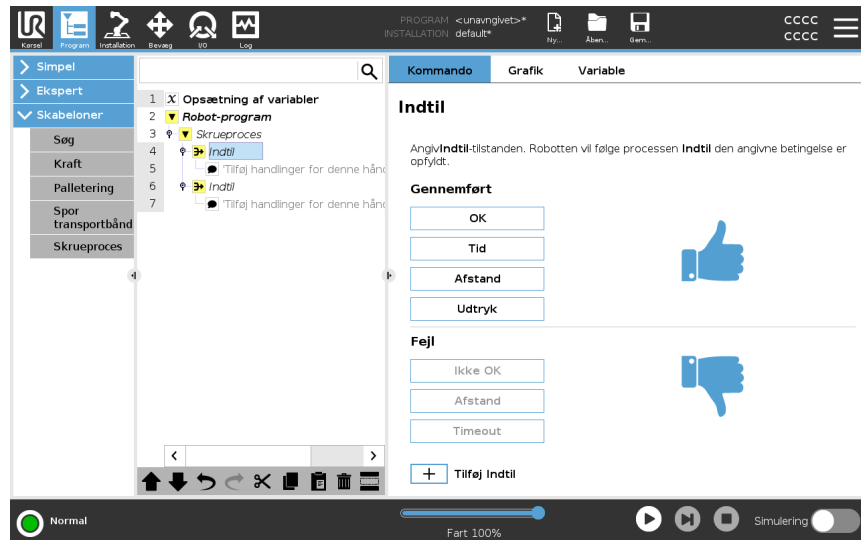 UR
PROGRAM <unavngivet>*
INSTALLATION default*
cccc
cccc
Kørsel Program Installation Bevæg I/O Log Ny... Åben... Gem...
Simpel
Ekspert
Skabeloner
Søg
Kraft
Palletering
Spor
transportbånd
Skrueproces
1 X Opsætning af variabler
2 Robot-program
3 Skrueproces
4 Indtil
5 'Tilføj handlinger for denne hånd
6 Indtil
7 'Tilføj handlinger for denne hånd
Kommando Grafik Variable
Indtil
AngivIndtil-tilstanden. Robotten vil følge processen Indtil den angivne betingelse er
opfyldt.
Gennemført
OK
Tid
Afstand
Udtryk
Fejl
Ikke OK
Afstand
Timeout
+ Tilføj Indtil
Normal
Fart 100%
Simulering